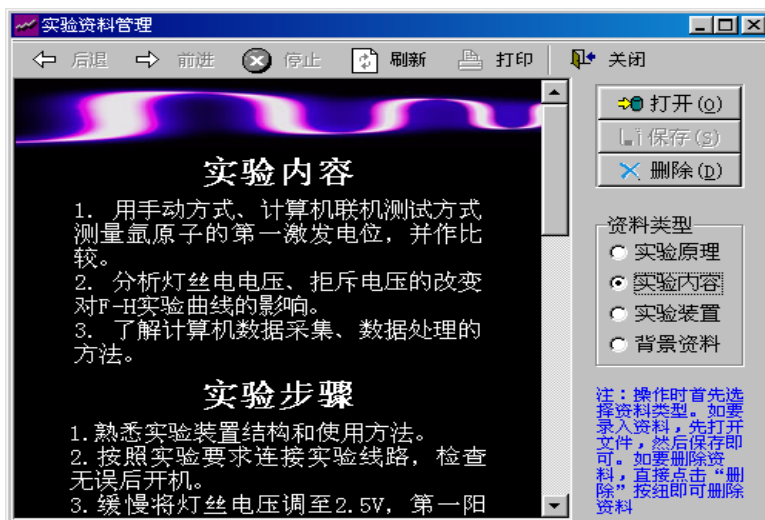 实验资料管理
后退 前进 停止 刷新 打印 关闭
打开(O)
保存(S)
删除(D)
实验内容
1. 用手动方式、计算机联机测试方式
测量氩原子的第一激发电位，并作比
较。
2. 分析灯丝电电压、拒斥电压的改变
对F-H实验曲线的影响。
3. 了解计算机数据采集、数据处理的
方法。
实验步骤
1.熟悉实验装置结构和使用方法。
2.按照实验要求连接实验线路，检查
无误后开机。
3.缓慢将灯丝电压调至2.5V，第一阳
资料类型
实验原理
实验内容
实验装置
背景资料
注：操作时首先选
择资料类型。如要
录入资料，先打开
文件，然后保存即
可。如要删除资
料，直接点击“删
除”按纽即可删除
资料